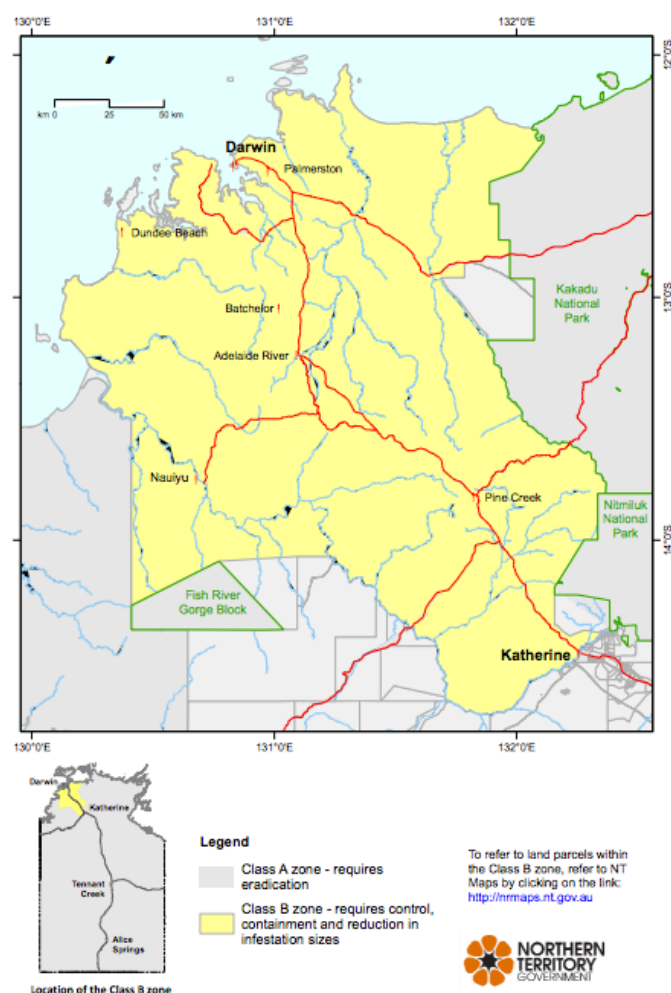 130°0'E 131°0'E 132°0'E
12°0'S
km 0 25 50 km
Darwin
Palmerston
Dundee Beach
13°0'S
Kakadu
National
Park
Batchelor
Adelaide River
Nauiyu
Pine Creek
Nitmiluk
National
Park
14°0'S
Fish River
Gorge Block
Katherine
130°0'E 131°0'E 132°0'E
Darwin
Katherine
Tennant
Creek
Alice
Springs
Location of the Class B zone
Legend
Class A zone - requires
eradication
Class B zone - requires control,
containment and reduction in
infestation sizes
To refer to land parcels within
the Class B zone, refer to NT
Maps by clicking on the link:
http://nrmaps.nt.gov.au
NORTHERN
TERRITORY
GOVERNMENT